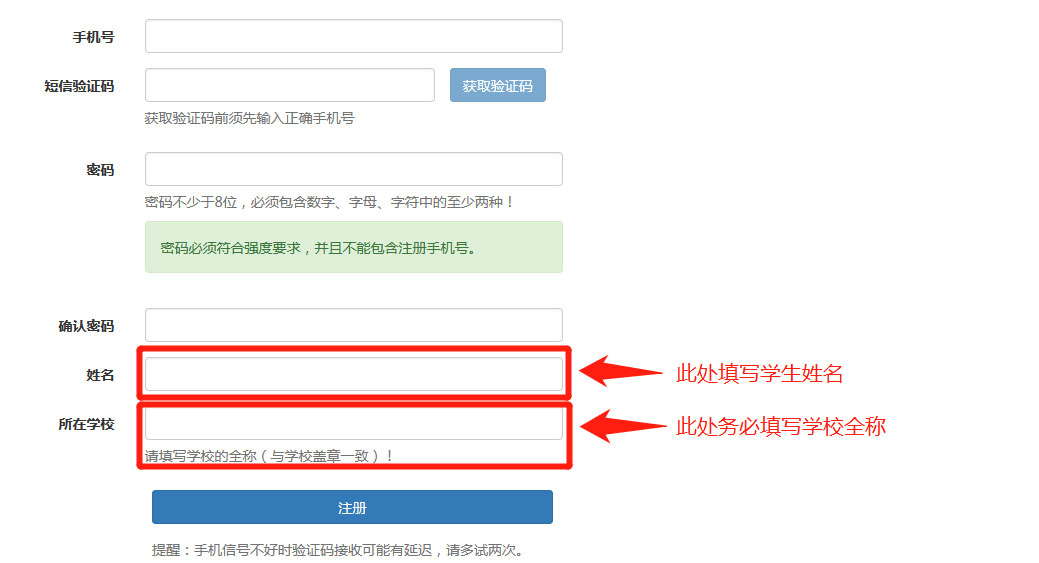 手机号
短信验证码 获取验证码
获取验证码前须先输入正确手机号
密码
密码不少于8位，必须包含数字、字母、字符中的至少两种！
密码必须符合强度要求，并且不能包含注册手机号。
确认密码
姓名 此处填写学生姓名
所在学校 此处务必填写学校全称
请填写学校的全称（与学校盖章一致）！
注册
提醒：手机信号不好时验证码接收可能有延迟，请多试两次。